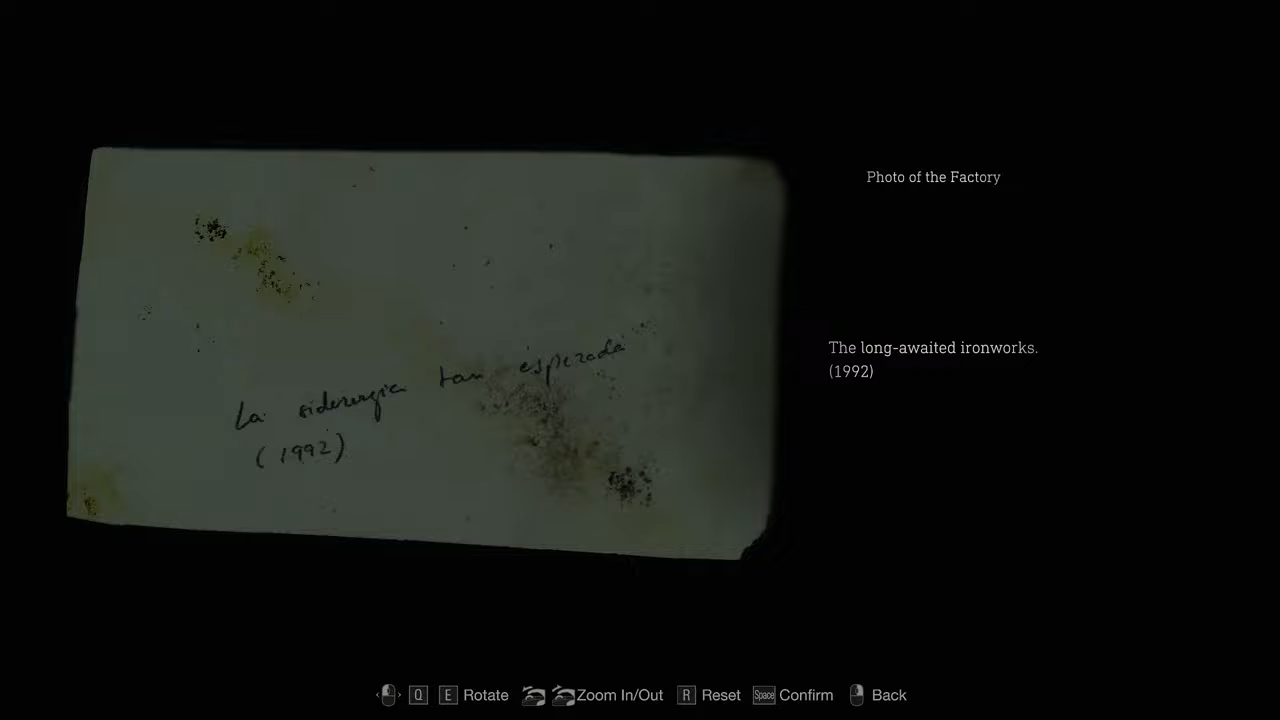 Photo of the Factory
La siderurgia tan esperada
(1992)
The long-awaited ironworks.
(1992)
Q E Rotate Zoom In/Out R Reset Space Confirm Back